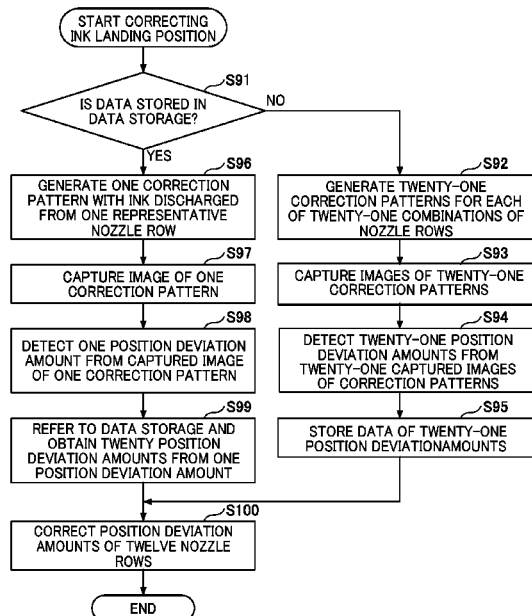 START CORRECTING
INK LANDING POSITION
S91
IS DATA STORED IN
DATA STORAGE?
NO
YES
S96
GENERATE ONE CORRECTION
PATTERN WITH INK DISCHARGED
FROM ONE REPRESENTATIVE
NOZZLE ROW
S97
CAPTURE IMAGE OF ONE
CORRECTION PATTERN
S98
DETECT ONE POSITION DEVIATION
AMOUNT FROM CAPTURED IMAGE
OF ONE CORRECTION PATTERN
S99
REFER TO DATA STORAGE AND
OBTAIN TWENTY POSITION
DEVIATION AMOUNTS FROM ONE
POSITION DEVIATION AMOUNT
S92
GENERATE TWENTY-ONE
CORRECTION PATTERNS FOR EACH
OF TWENTY-ONE COMBINATIONS OF
NOZZLE ROWS
S93
CAPTURE IMAGES OF TWENTY-ONE
CORRECTION PATTERNS
S94
DETECT TWENTY-ONE POSITION
DEVIATION AMOUNTS FROM
TWENTY-ONE CAPTURED IMAGES
OF CORRECTION PATTERNS
S95
STORE DATA OF TWENTY-ONE
POSITION DEVIATIONAMOUNTS
S100
CORRECT POSITION DEVIATION
AMOUNTS OF TWELVE NOZZLE
ROWS
END